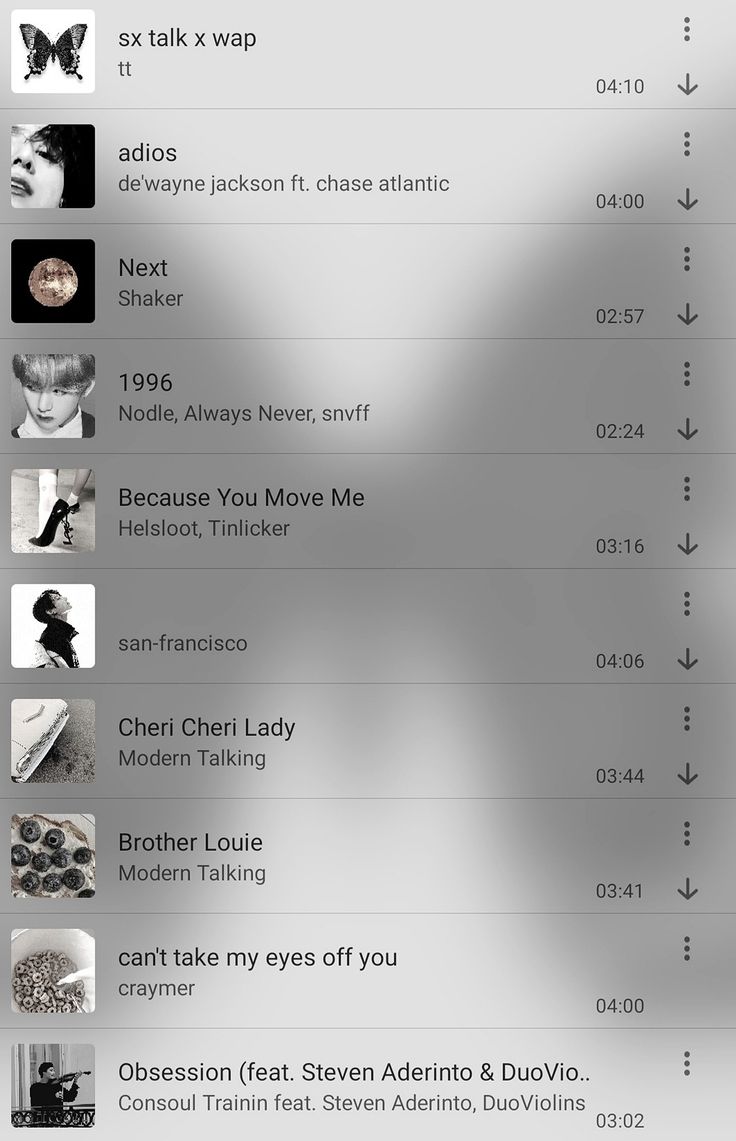 sx talk x wap
tt
04:10
adios
de'wayne jackson ft. chase atlantic
04:00
Next
Shaker
02:57
1996
Nodle, Always Never, snvff
02:24
Because You Move Me
Helsloot, Tinlicker
03:16
san-francisco
04:06
Cheri Cheri Lady
Modern Talking
03:44
Brother Louie
Modern Talking
03:41
can't take my eyes off you
craymer
04:00
Obsession (feat. Steven Aderinto & DuoVio..
Consoul Trainin feat. Steven Aderinto, DuoViolins
03:02